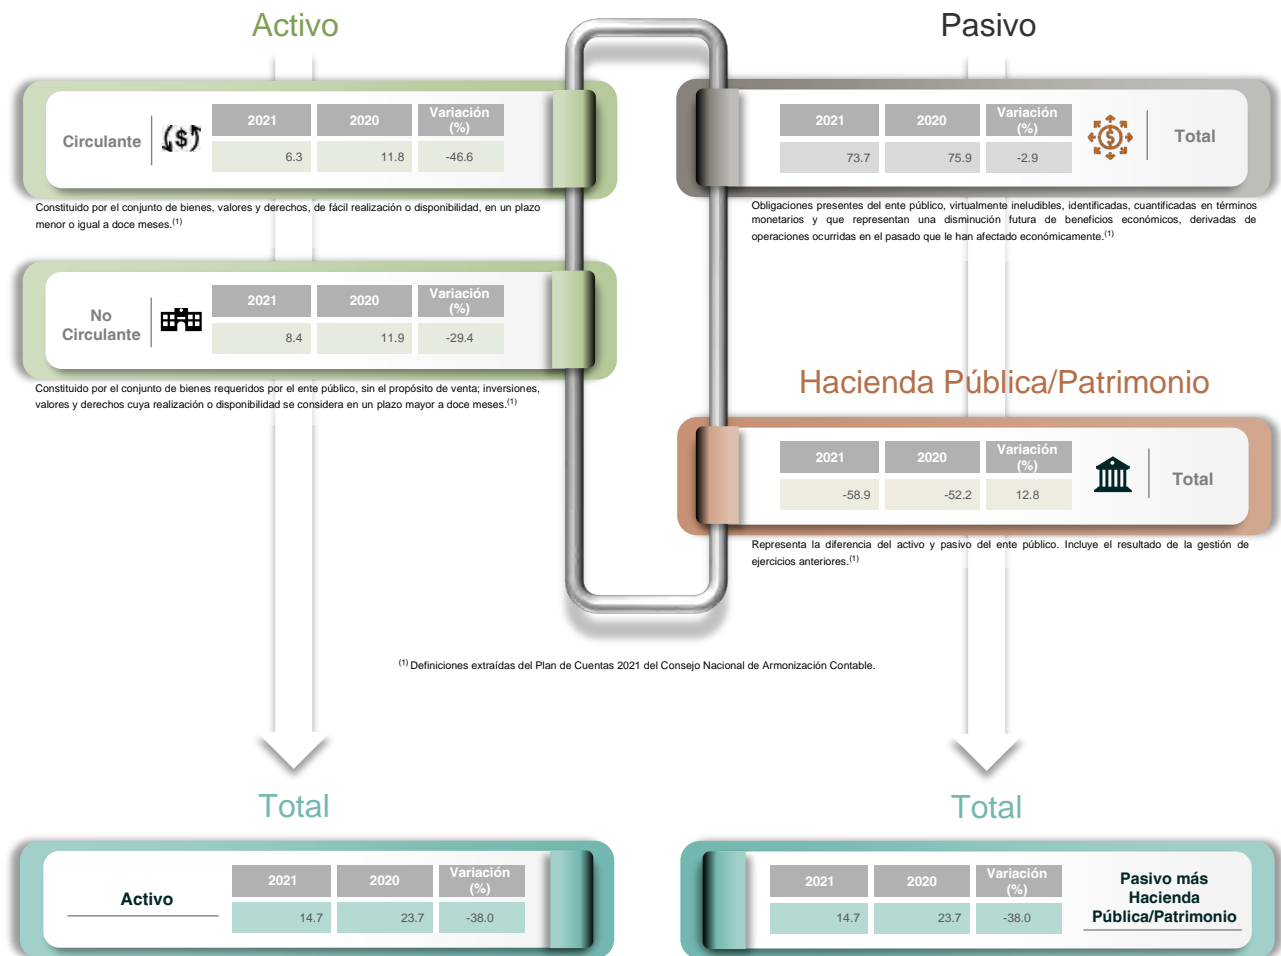 Activo
Circulante
2021 2020 Variación (%)
6.3 11.8 -46.6
Constituido por el conjunto de bienes, valores y derechos, de fácil realización o disponibilidad, en un plazo
menor o igual a doce meses.(1)
No
Circulante
2021 2020 Variación (%)
8.4 11.9 -29.4
Constituido por el conjunto de bienes requeridos por el ente público, sin el propósito de venta; inversiones,
valores y derechos cuya realización o disponibilidad se considera en un plazo mayor a doce meses.(1)
Pasivo
2021 2020 Variación (%)
73.7 75.9 -2.9
Total
Obligaciones presentes del ente público, virtualmente ineludibles, identificadas, cuantificadas en términos
monetarios y que representan una disminución futura de beneficios económicos, derivadas de
operaciones ocurridas en el pasado que le han afectado económicamente.(1)
Hacienda Pública/Patrimonio
2021 2020 Variación (%)
-58.9 -52.2 12.8
Total
Representa la diferencia del activo y pasivo del ente público. Incluye el resultado de la gestión de
ejercicios anteriores.(1)
(1) Definiciones extraídas del Plan de Cuentas 2021 del Consejo Nacional de Armonización Contable.
Total
Activo
2021 2020 Variación (%)
14.7 23.7 -38.0
Total
2021 2020 Variación (%)
14.7 23.7 -38.0
Pasivo más
Hacienda
Pública/Patrimonio